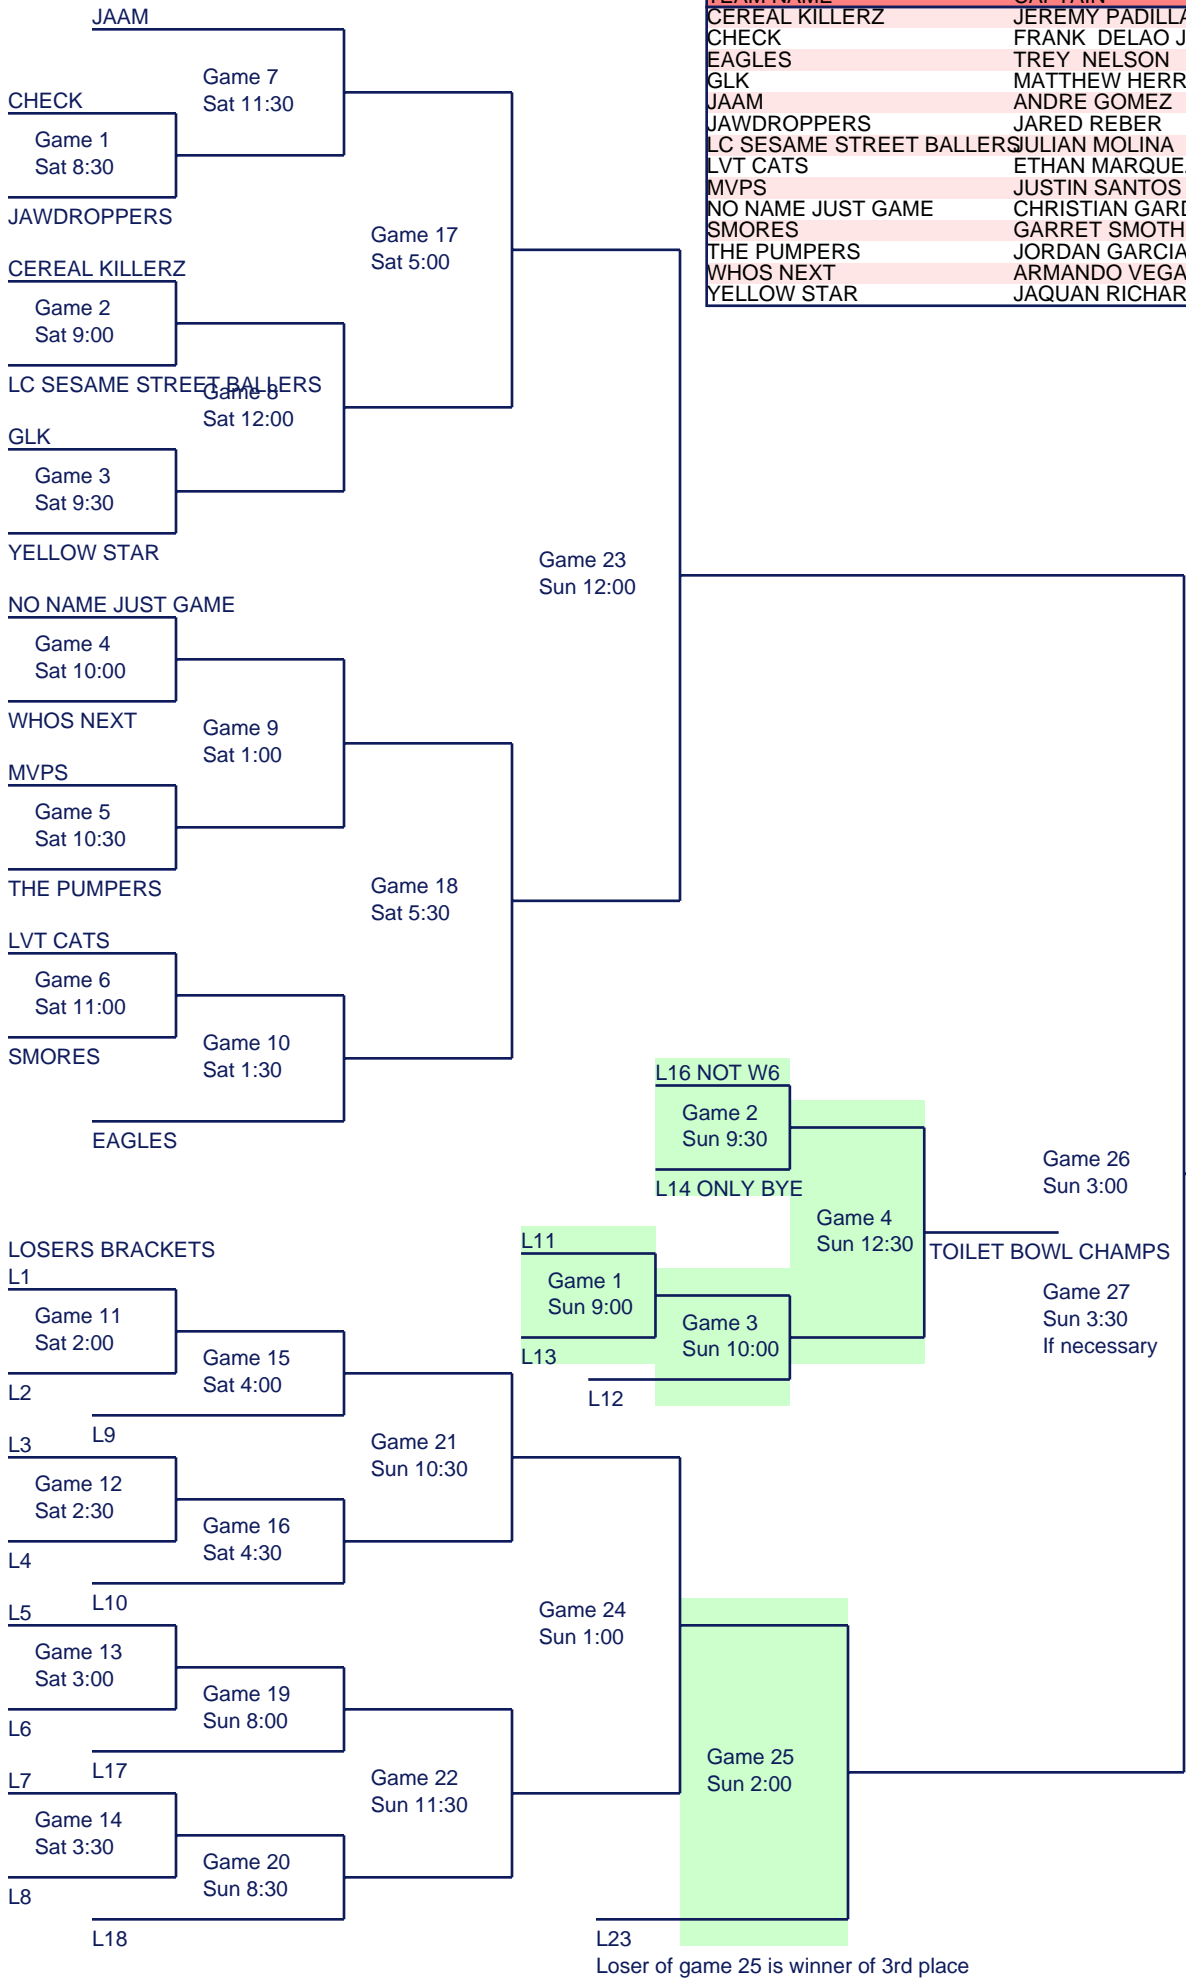 JAAM
Game 7
Sat 11:30
CHECK
Game 1
Sat 8:30
JAWDROPPERS
Game 17
Sat 5:00
CEREAL KILLERZ
Game 2
Sat 9:00
LC SESAME STREET BALLERS
Game 8
Sat 12:00
GLK
Game 3
Sat 9:30
YELLOW STAR
Game 23
Sun 12:00
NO NAME JUST GAME
Game 4
Sat 10:00
WHOS NEXT
Game 9
Sat 1:00
MVPS
Game 5
Sat 10:30
THE PUMPERS
Game 18
Sat 5:30
LVT CATS
Game 6
Sat 11:00
SMORES
Game 10
Sat 1:30
EAGLES
CEREAL KILLERZ JEREMY PADILLA
CHECK FRANK DELAO J
EAGLES TREY NELSON
GLK MATTHEW HERR
JAAM ANDRE GOMEZ
JAWDROPPERS JARED REBER
LC SESAME STREET BALLERS JULIAN MOLINA
LVT CATS ETHAN MARQUE
MVPS JUSTIN SANTOS
NO NAME JUST GAME CHRISTIAN GARD
SMORES GARRET SMOTH
THE PUMPERS JORDAN GARCIA
WHOS NEXT ARMANDO VEGA
YELLOW STAR JAQUAN RICHAR
L16 NOT W6
Game 2
Sun 9:30
L14 ONLY BYE
Game 4
Sun 12:30
L11
Game 1
Sun 9:00
L13
Game 3
Sun 10:00
L12
TOILET BOWL CHAMPS
Game 26
Sun 3:00
Game 27
Sun 3:30
If necessary
LOSERS BRACKETS
L1
Game 11
Sat 2:00
L2
Game 15
Sat 4:00
L9
L3
Game 12
Sat 2:30
L4
Game 16
Sat 4:30
L10
Game 21
Sun 10:30
L5
Game 13
Sat 3:00
L6
Game 19
Sun 8:00
L17
L7
Game 14
Sat 3:30
L8
Game 20
Sun 8:30
L18
Game 22
Sun 11:30
Game 24
Sun 1:00
Game 25
Sun 2:00
L23
Loser of game 25 is winner of 3rd place